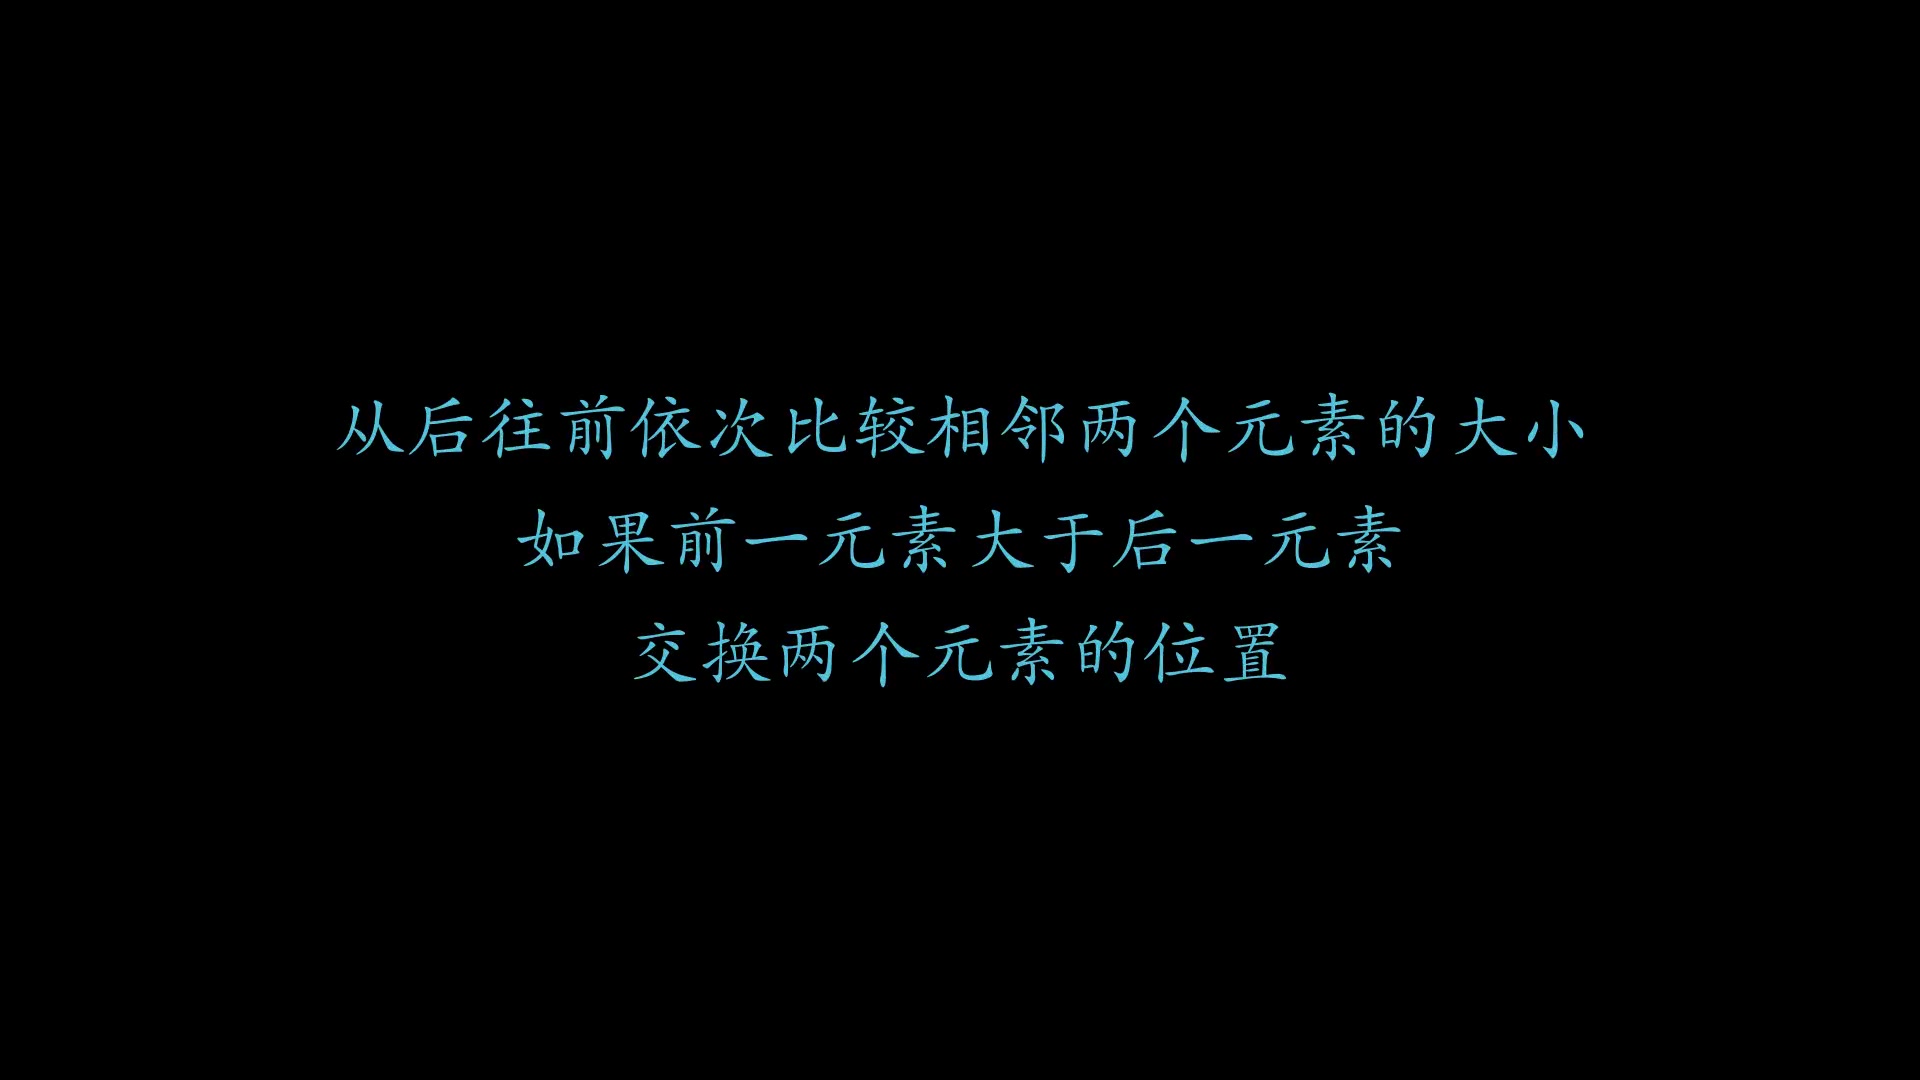 从后往前依次比较相邻两个元素的大小
如果前一元素大于后一元素
交换两个元素的位置